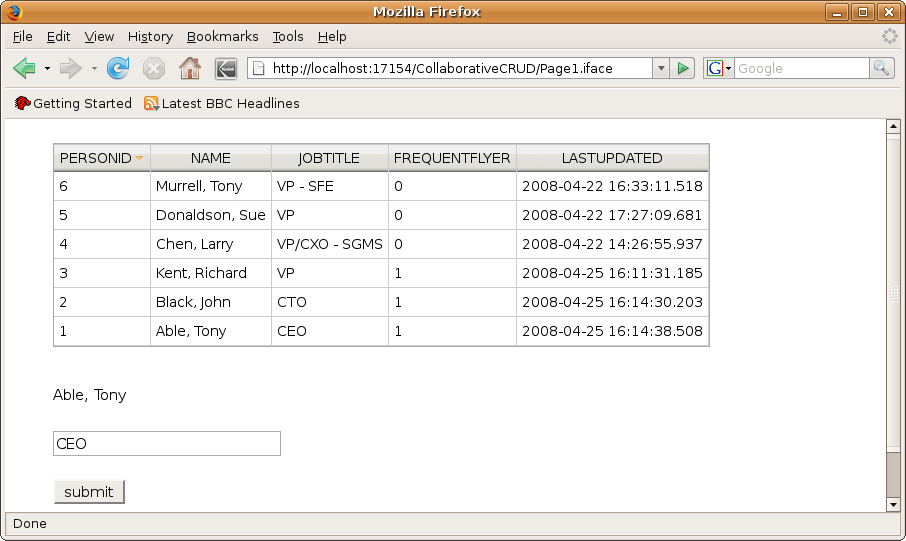 Mozilla Firefox
File Edit View History Bookmarks Tools Help
http://localhost:17154/CollaborativeCRUD/Page1.iface G Google
Getting Started Latest BBC Headlines
PERSONID NAME JOBTITLE FREQUENTFLYER LASTUPDATED
6 Murrell, Tony VP - SFE 0 2008-04-22 16:33:11.518
5 Donaldson, Sue VP 0 2008-04-22 17:27:09.681
4 Chen, Larry VP/CXO - SGMS 0 2008-04-22 14:26:55.937
3 Kent, Richard VP 1 2008-04-25 16:11:31.185
2 Black, John CTO 1 2008-04-25 16:14:30.203
1 Able, Tony CEO 1 2008-04-25 16:14:38.508
Able, Tony
CEO
submit
Done